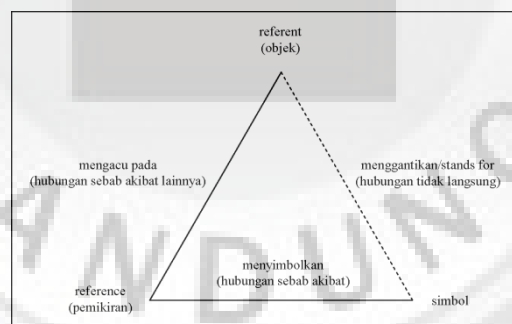 referent
(objek)
mengacu pada
(hubungan sebab akibat lainnya)
menggantikan/stands for
(hubungan tidak langsung)
menyimbolkan
(hubungan sebab akibat)
reference
(pemikiran)
simbol
ANDUN